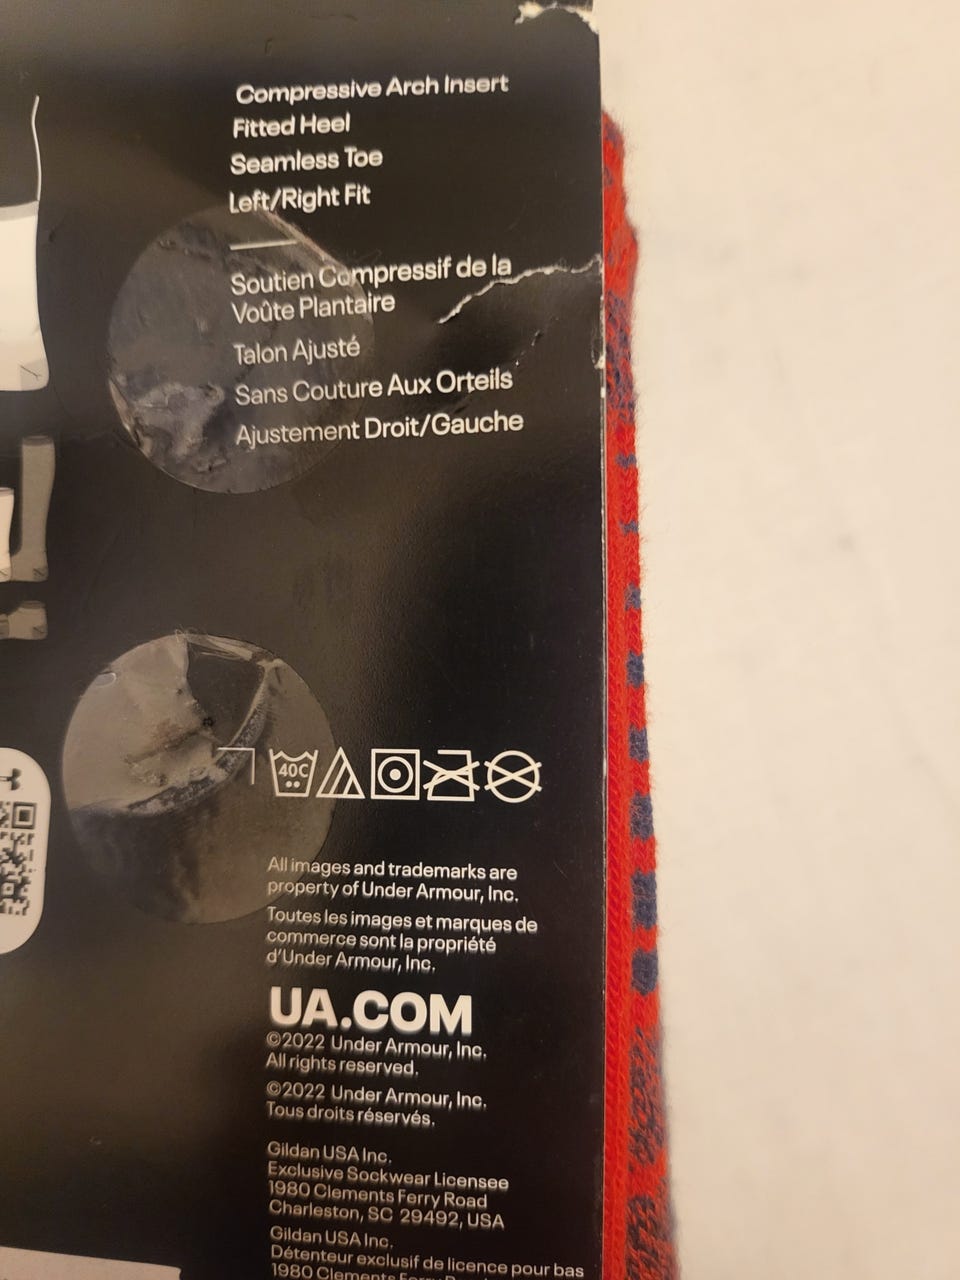 Compressive Arch Insert
Fitted Heel
Seamless Toe
Left/Right Fit
Soutien Compressif de la
Voûte Plantaire
Talon Ajusté
Sans Couture Aux Orteils
Ajustement Droit/Gauche
40C
All images and trademarks are
property of Under Armour, Inc.
Toutes les images et marques de
commerce sont la propriété
d'Under Armour, Inc.
UA.COM
©2022 Under Armour, Inc.
All rights reserved.
©2022 Under Armour, Inc.
Tous droits réservés.
Gildan USA Inc.
Exclusive Sockwear Licensee
1980 Clements Ferry Road
Charleston, SC 29492, USA
Gildan USA Inc.
Détenteur exclusif de licence pour bas
1980 Clements Ferry